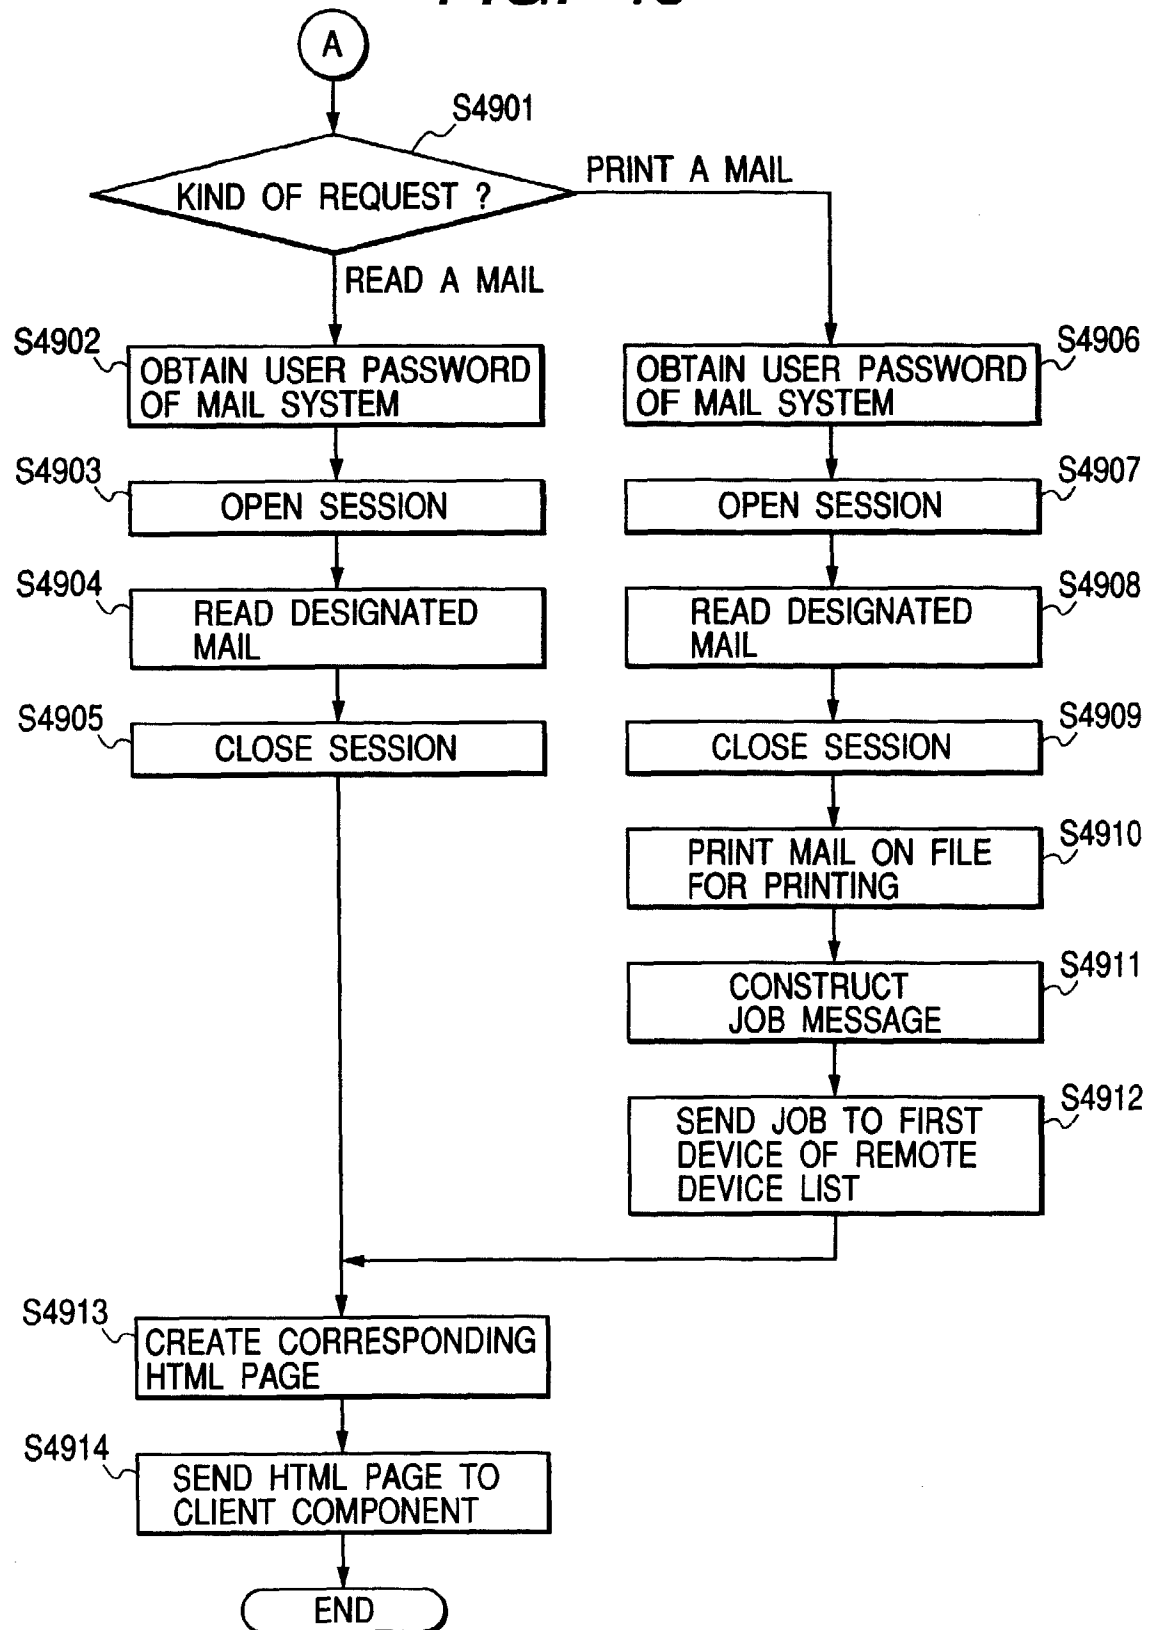 A
S4901
KIND OF REQUEST ?
PRINT A MAIL
READ A MAIL
S4902
OBTAIN USER PASSWORD
OF MAIL SYSTEM
S4903
OPEN SESSION
S4904
READ DESIGNATED
MAIL
S4905
CLOSE SESSION
S4906
OBTAIN USER PASSWORD
OF MAIL SYSTEM
S4907
OPEN SESSION
S4908
READ DESIGNATED
MAIL
S4909
CLOSE SESSION
S4910
PRINT MAIL ON FILE
FOR PRINTING
S4911
CONSTRUCT
JOB MESSAGE
S4912
SEND JOB TO FIRST
DEVICE OF REMOTE
DEVICE LIST
S4913
CREATE CORRESPONDING
HTML PAGE
S4914
SEND HTML PAGE TO
CLIENT COMPONENT
END